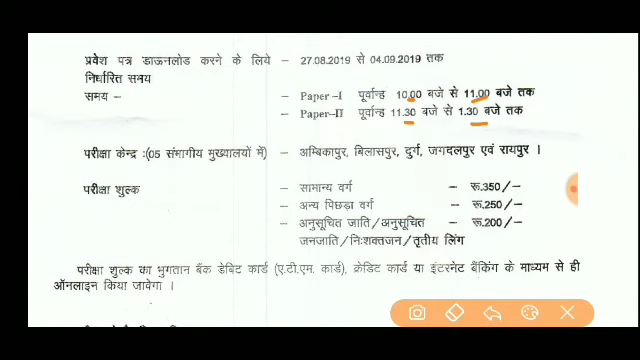 प्रवेश पत्र डाऊनलोड करने के लिये – 27.08.2019 से 04.09.2019 तक
निर्धारित समय
समय – – Paper-I पूर्वान्ह 10.00 बजे से 11.00 बजे तक
– Paper-II पूर्वान्ह 11.30 बजे से 1.30 बजे तक
परीक्षा केन्द्र :(05 संभागीय मुख्यालयों में) – अम्बिकापुर, बिलासपुर, दुर्ग, जगदलपुर एवं रायपुर ।
परीक्षा शुल्क – सामान्य वर्ग – रू.350/–
– अन्य पिछड़ा वर्ग – रू.250/–
– अनुसूचित जाति/अनुसूचित – रू.200/–
जनजाति/निःशक्तजन/तृतीय लिंग
परीक्षा शुल्क का भुगतान बैंक डेबिट कार्ड (ए.टी.एम. कार्ड), क्रेडिट कार्ड या इंटरनेट बैंकिंग के माध्यम से ही
ऑनलाइन किया जावेगा ।